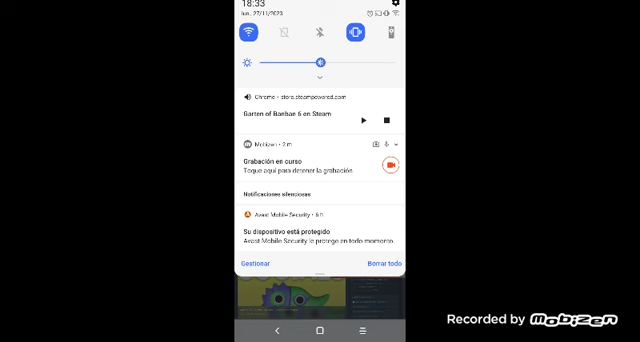 18:33
lun., 27/11/2023
Chrome • store.steampowered.com
Garten of Banban 6 en Steam
Mobizen • 2 m
Grabación en curso
Toque aquí para detener la grabación.
Notificaciones silenciosas
Avast Mobile Security • 6 h
Su dispositivo está protegido
Avast Mobile Security le protege en todo momento.
Gestionar
Borrar todo
Recorded by Mobizen